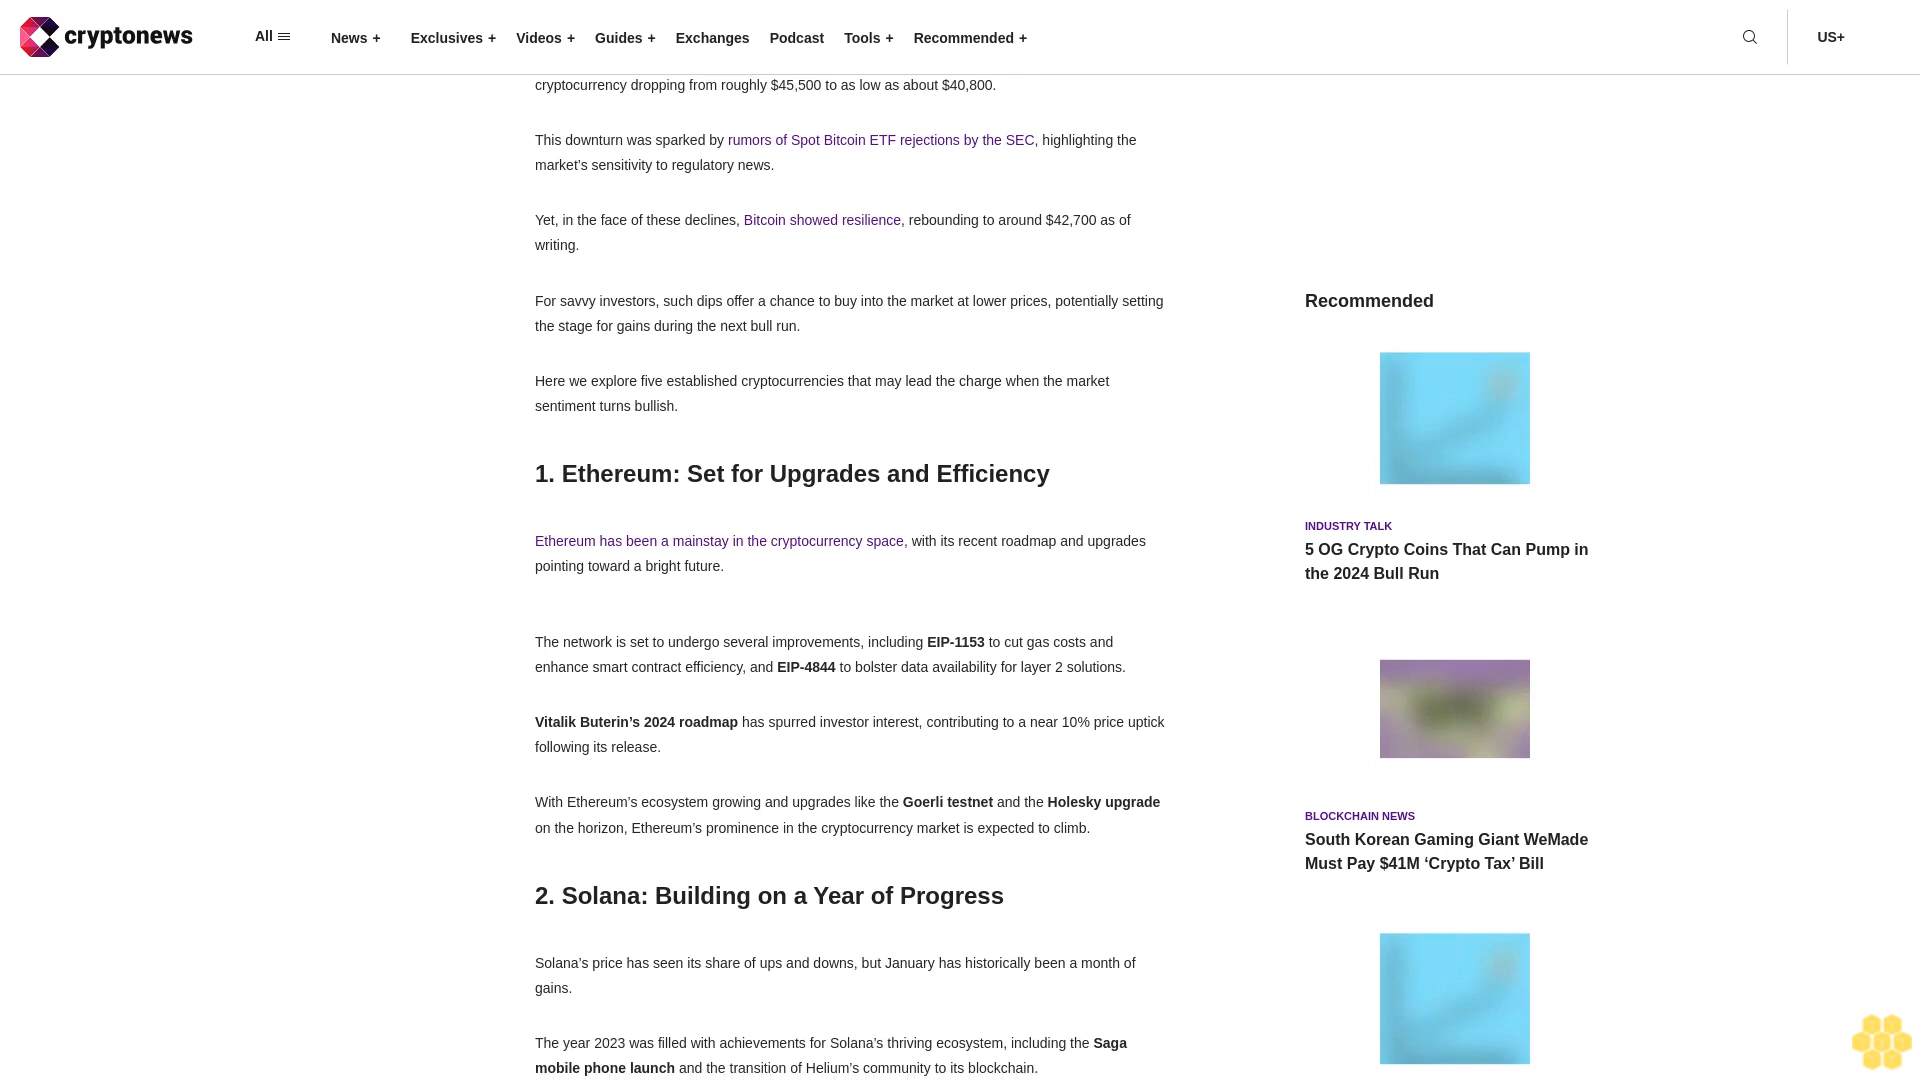 cryptonews
All
News +
Exclusives +
Videos +
Guides +
Exchanges
Podcast
Tools +
Recommended +
US+
cryptocurrency dropping from roughly $45,500 to as low as about $40,800.
This downturn was sparked by rumors of Spot Bitcoin ETF rejections by the SEC, highlighting the
market’s sensitivity to regulatory news.
Yet, in the face of these declines, Bitcoin showed resilience, rebounding to around $42,700 as of
writing.
For savvy investors, such dips offer a chance to buy into the market at lower prices, potentially setting
the stage for gains during the next bull run.
Here we explore five established cryptocurrencies that may lead the charge when the market
sentiment turns bullish.
1. Ethereum: Set for Upgrades and Efficiency
Ethereum has been a mainstay in the cryptocurrency space, with its recent roadmap and upgrades
pointing toward a bright future.
The network is set to undergo several improvements, including EIP-1153 to cut gas costs and
enhance smart contract efficiency, and EIP-4844 to bolster data availability for layer 2 solutions.
Vitalik Buterin’s 2024 roadmap has spurred investor interest, contributing to a near 10% price uptick
following its release.
With Ethereum’s ecosystem growing and upgrades like the Goerli testnet and the Holesky upgrade
on the horizon, Ethereum’s prominence in the cryptocurrency market is expected to climb.
2. Solana: Building on a Year of Progress
Solana’s price has seen its share of ups and downs, but January has historically been a month of
gains.
The year 2023 was filled with achievements for Solana’s thriving ecosystem, including the Saga
mobile phone launch and the transition of Helium’s community to its blockchain.
Recommended
INDUSTRY TALK
5 OG Crypto Coins That Can Pump in
the 2024 Bull Run
BLOCKCHAIN NEWS
South Korean Gaming Giant WeMade
Must Pay $41M ‘Crypto Tax’ Bill